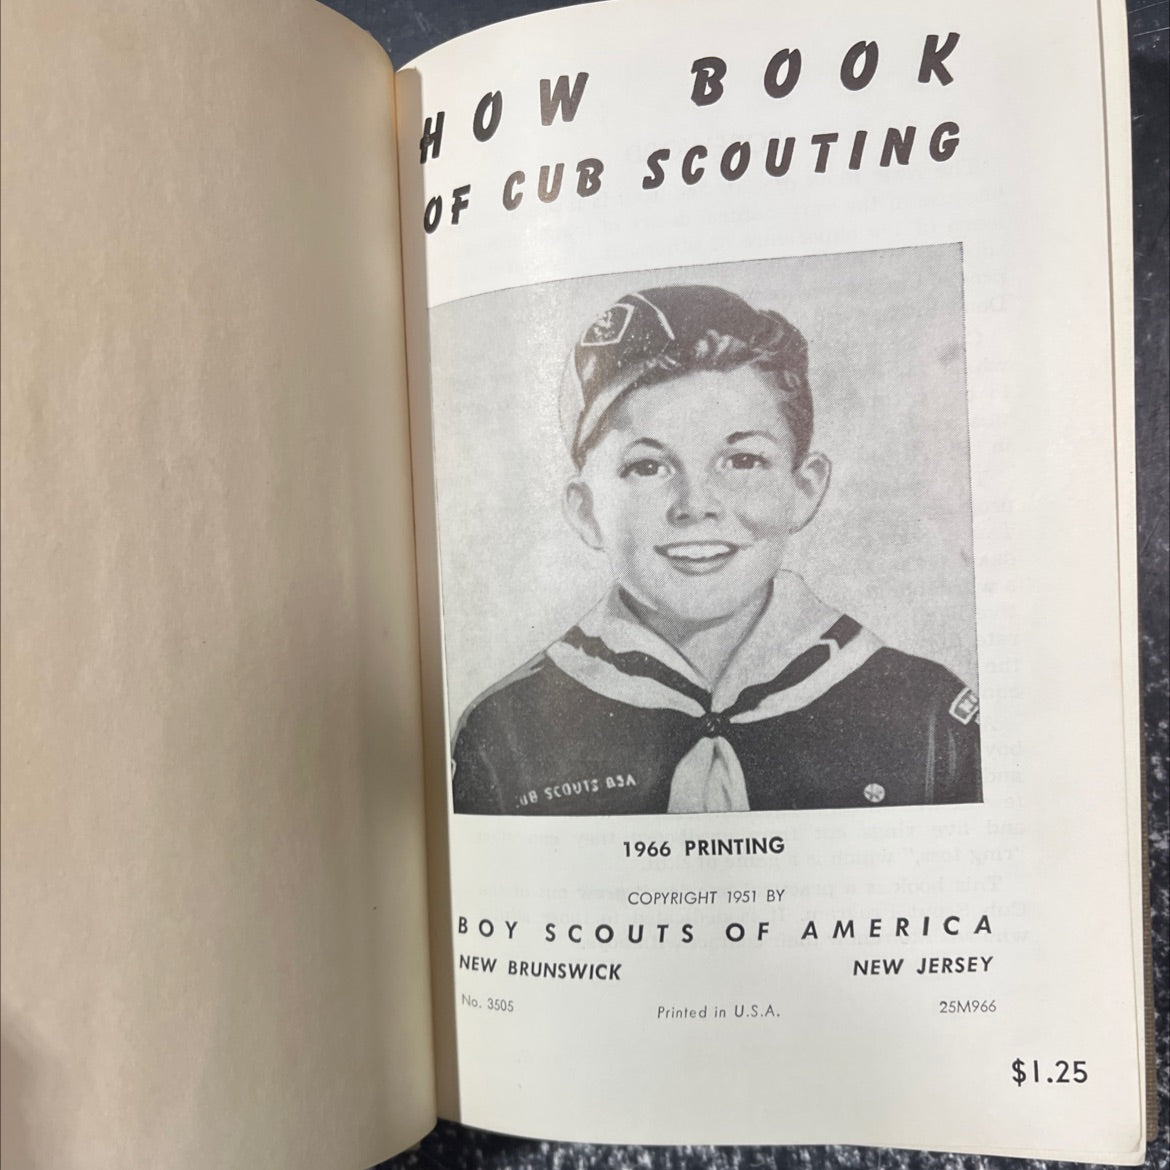 HOW BOOK
OF CUB SCOUTING
CUB SCOUTS BSA
1966 PRINTING
COPYRIGHT 1951 BY
BOY SCOUTS OF AMERICA
NEW BRUNSWICK NEW JERSEY
No. 3505 Printed in U.S.A. 25M966
$1.25